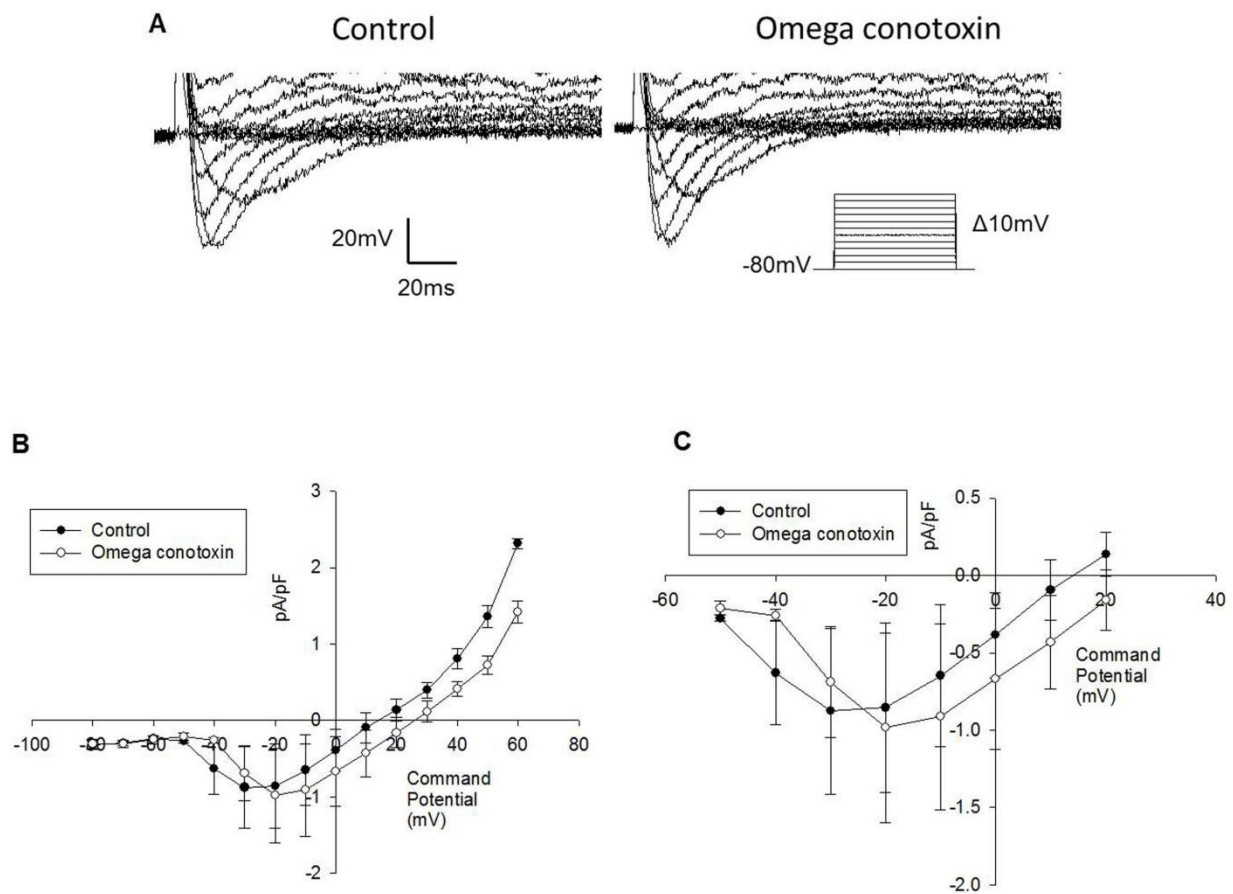 A
Control
Omega conotoxin
20mV
20ms
-80mV
Δ10mV
B
Control
Omega conotoxin
pA/pF
3
2
1
0
-1
-2
-100
-80
-60
-40
-20
0
20
40
60
80
Command
Potential
(mV)
C
Control
Omega conotoxin
pA/pF
0.5
0.0
-0.5
-1.0
-1.5
-2.0
-60
-40
-20
0
20
40
Command
Potential
(mV)